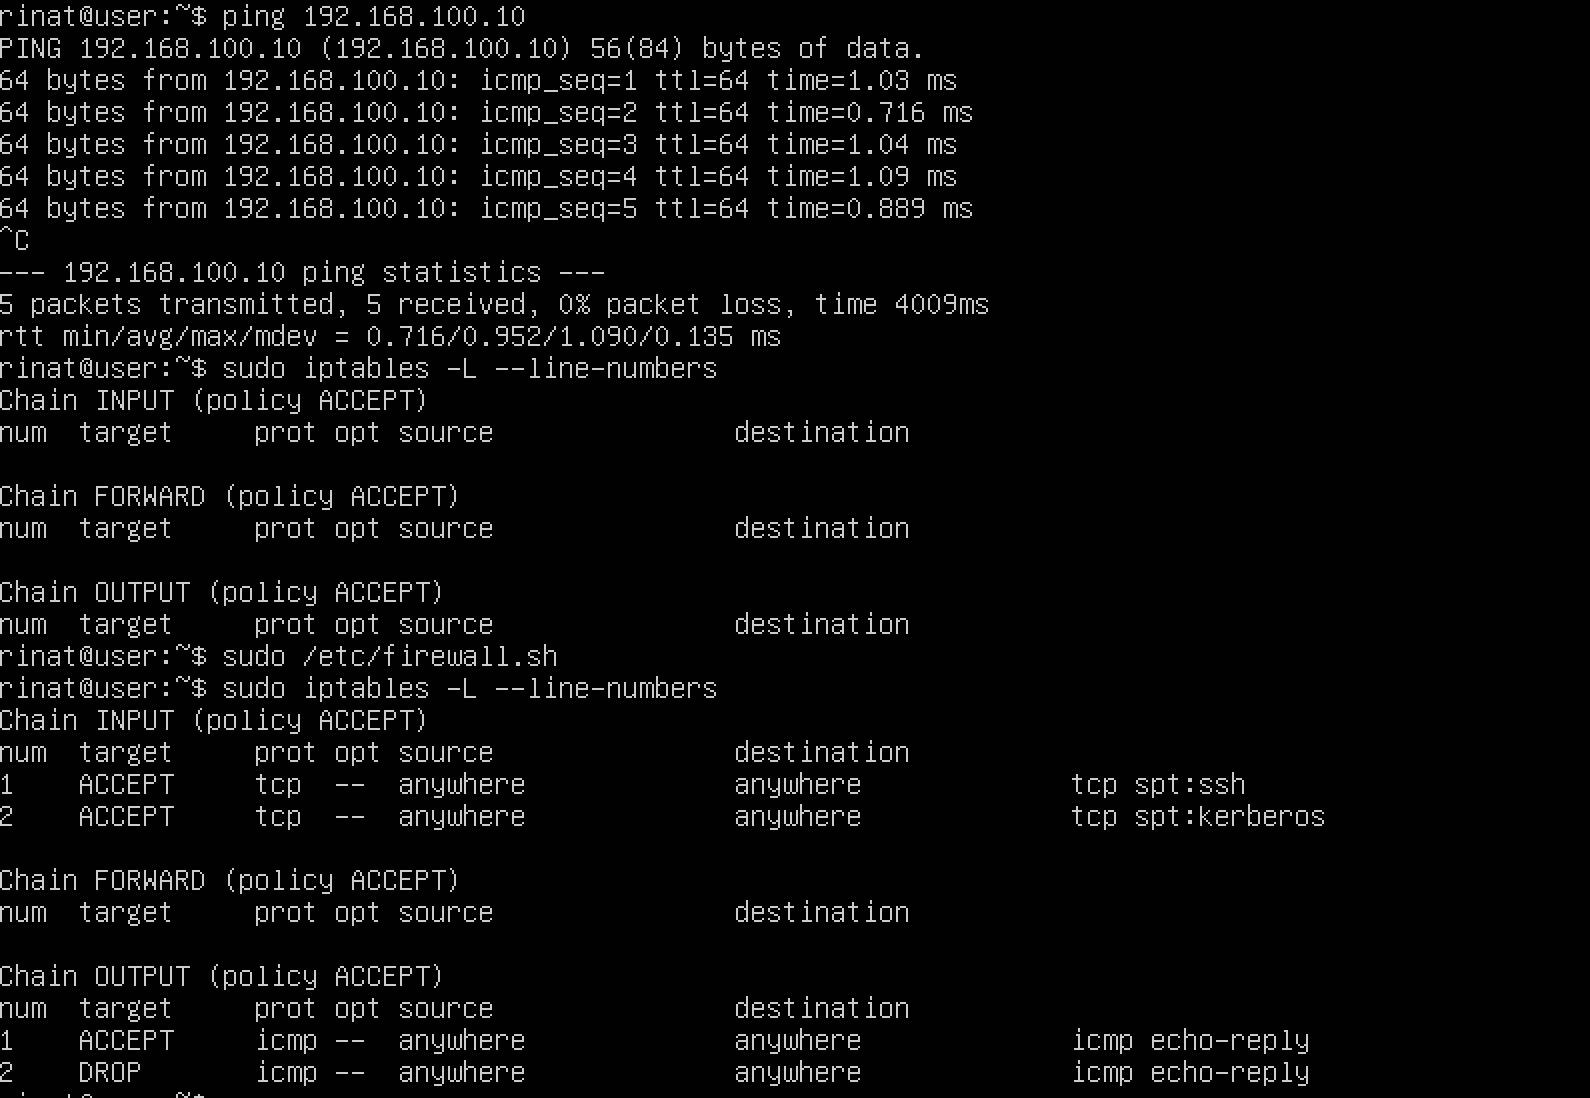 rinat@user:~$ ping 192.168.100.10
PING 192.168.100.10 (192.168.100.10) 56(84) bytes of data.
64 bytes from 192.168.100.10: icmp_seq=1 ttl=64 time=1.03 ms
64 bytes from 192.168.100.10: icmp_seq=2 ttl=64 time=0.716 ms
64 bytes from 192.168.100.10: icmp_seq=3 ttl=64 time=1.04 ms
64 bytes from 192.168.100.10: icmp_seq=4 ttl=64 time=1.09 ms
64 bytes from 192.168.100.10: icmp_seq=5 ttl=64 time=0.889 ms
^C
--- 192.168.100.10 ping statistics ---
5 packets transmitted, 5 received, 0% packet loss, time 4009ms
rtt min/avg/max/mdev = 0.716/0.952/1.090/0.135 ms
rinat@user:~$ sudo iptables -L --line-numbers
Chain INPUT (policy ACCEPT)
num  target     prot opt source               destination
Chain FORWARD (policy ACCEPT)
num  target     prot opt source               destination
Chain OUTPUT (policy ACCEPT)
num  target     prot opt source               destination
rinat@user:~$ sudo /etc/firewall.sh
rinat@user:~$ sudo iptables -L --line-numbers
Chain INPUT (policy ACCEPT)
num  target     prot opt source               destination
1    ACCEPT     tcp  --  anywhere             anywhere             tcp spt:ssh
2    ACCEPT     tcp  --  anywhere             anywhere             tcp spt:kerberos
Chain FORWARD (policy ACCEPT)
num  target     prot opt source               destination
Chain OUTPUT (policy ACCEPT)
num  target     prot opt source               destination
1    ACCEPT     icmp --  anywhere             anywhere             icmp echo-reply
2    DROP       icmp --  anywhere             anywhere             icmp echo-reply